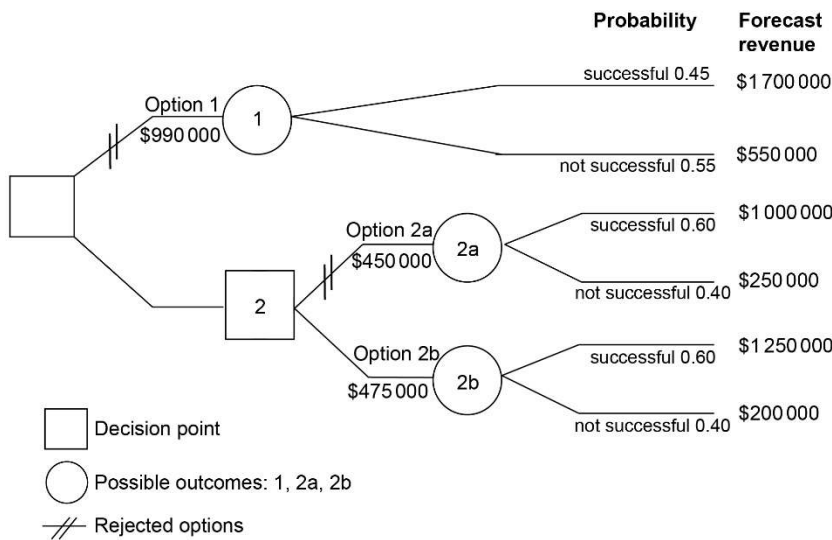 Probability
Forecast
revenue
successful 0.45
$1 700 000
Option 1
$990 000
1
not successful 0.55
$550 000
successful 0.60
$1 000 000
Option 2a
$450 000
2a
not successful 0.40
$250 000
2
successful 0.60
$1 250 000
Option 2b
$475 000
2b
not successful 0.40
$200 000
Decision point
Possible outcomes: 1, 2a, 2b
Rejected options